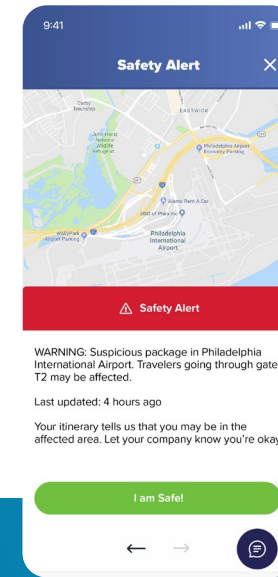 9:41
Safety Alert
Darby
Township
EASTWICK
John Heinz
National
Wildlife
Refuge at...
Philadelphia Airport
Economy Parking
Alamo Rent A Car
WallyPark
Airport Parking
Philadelphia
International
Airport
Safety Alert
WARNING: Suspicious package in Philadelphia
International Airport. Travelers going through gate
T2 may be affected.
Last updated: 4 hours ago
Your itinerary tells us that you may be in the
affected area. Let your company know you're okay
I am Safe!